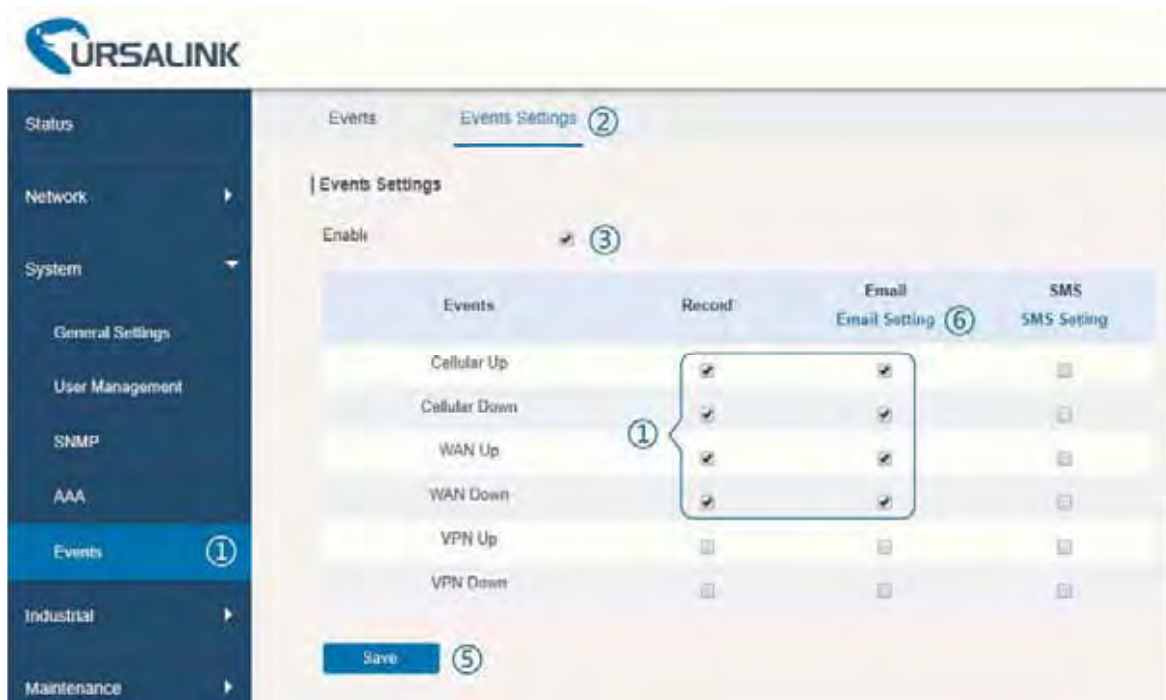 URSALINK
Status
Events
Events Settings ②
Network
Events Settings
Enable ③
System
Events Record Email SMS
Email Setting ⑥ SMS Setting
General Settings
Cellular Up
User Management
Cellular Down
①
SNMP
WAN Up
AAA
WAN Down
Events ①
VPN Up
VPN Down
Industrial
Save ⑤
Maintenance